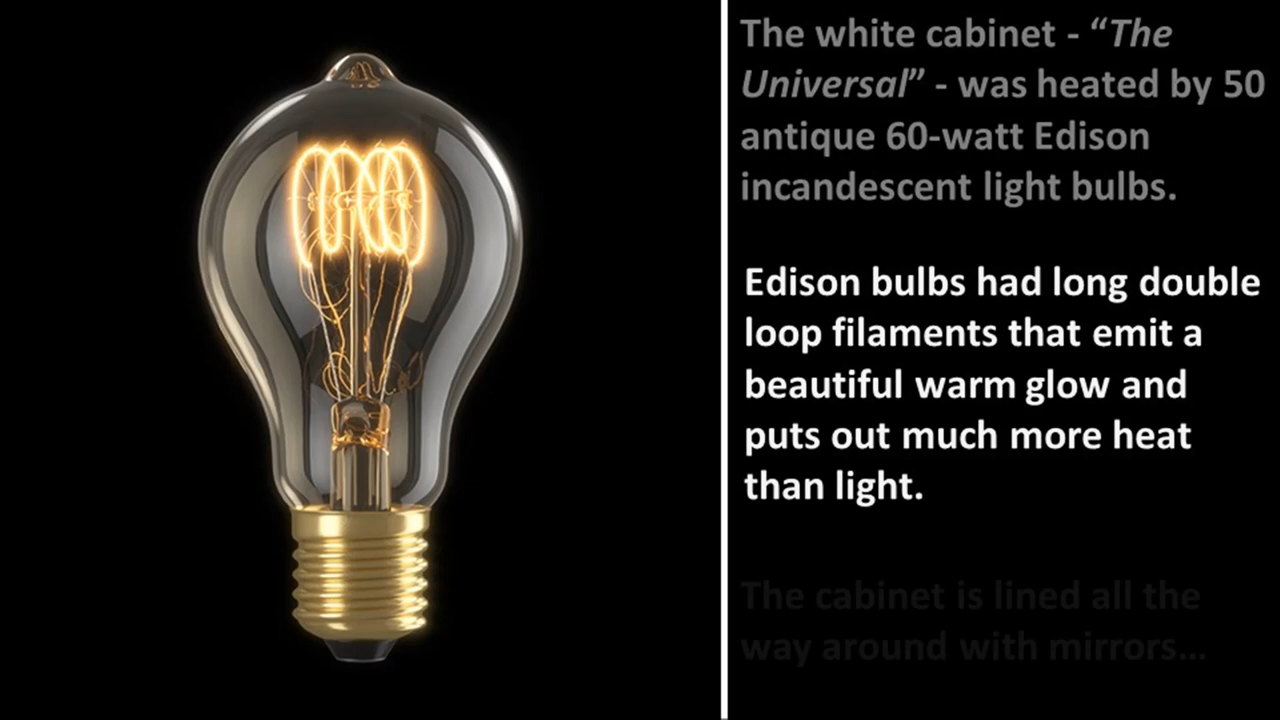 The white cabinet - “The
Universal” - was heated by 50
antique 60-watt Edison
incandescent light bulbs.
Edison bulbs had long double
loop filaments that emit a
beautiful warm glow and
puts out much more heat
than light.
The cabinet is lined all the
way around with mirrors...